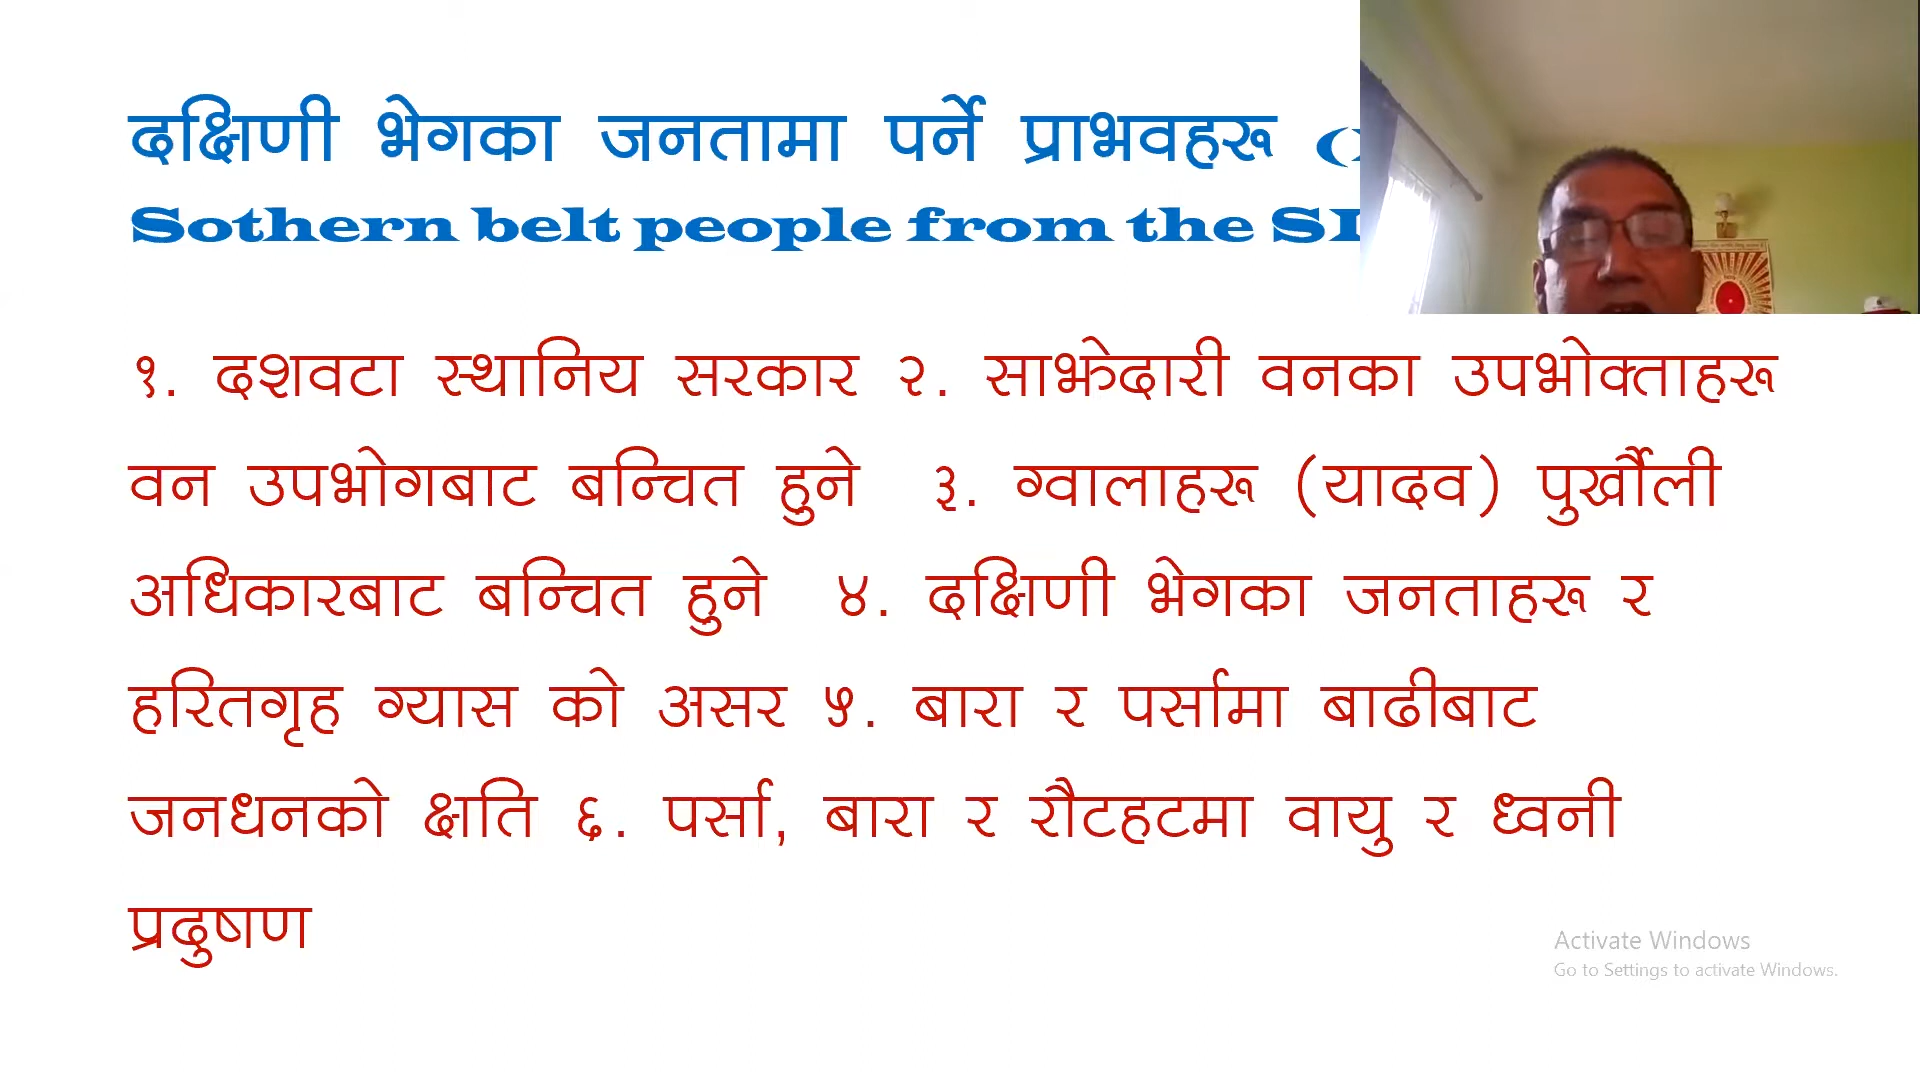 दक्षिणी भेगका जनतामा पर्ने प्राभवहरू
Sothern belt people from the
१. दशवटा स्थानिय सरकार २. साझेदारी वनका उपभोक्ताहरू
वन उपभोगबाट बन्चित हुने ३. ग्वालाहरू (यादव) पुर्खौली
अधिकारबाट बन्चित हुने ४. दक्षिणी भेगका जनताहरू र
हरितगृह ग्यास को असर ५. बारा र पर्सामा बाढीबाट
जनधनको क्षति ६. पर्सा, बारा र रौटहटमा वायु र ध्वनी
प्रदुषण
Activate Windows
Go to Settings to activate Windows.